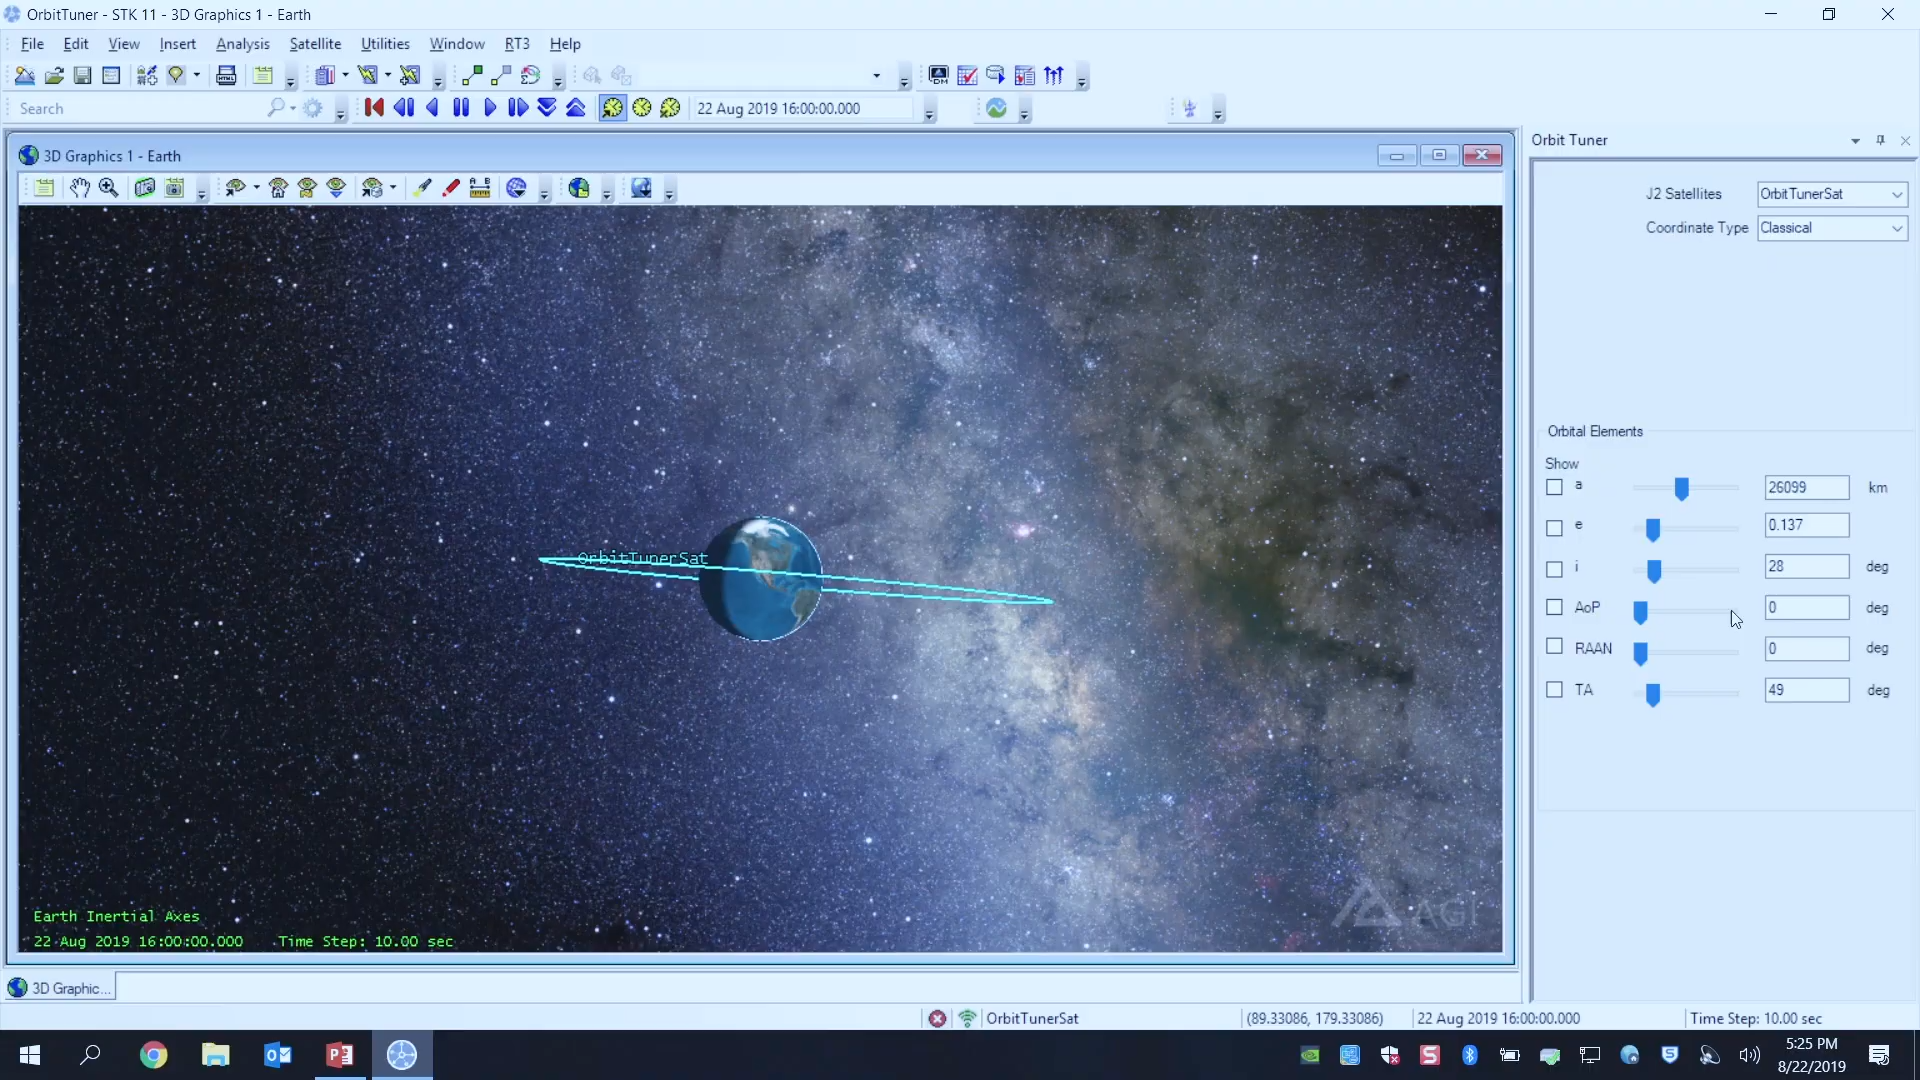 OrbitTuner - STK 11 - 3D Graphics 1 - Earth
File Edit View Insert Analysis Satellite Utilities Window RT3 Help
Search
22 Aug 2019 16:00:00.000
3D Graphics 1 - Earth
OrbitTunerSat
Earth Inertial Axes
22 Aug 2019 16:00:00.000 Time Step: 10.00 sec
AGI
Orbit Tuner
J2 Satellites OrbitTunerSat
Coordinate Type Classical
Orbital Elements
Show
a 26099 km
e 0.137
i 28 deg
AoP 0 deg
RAAN 0 deg
TA 49 deg
3D Graphic...
OrbitTunerSat (89.33086, 179.33086) 22 Aug 2019 16:00:00.000 Time Step: 10.00 sec
5:25 PM
8/22/2019